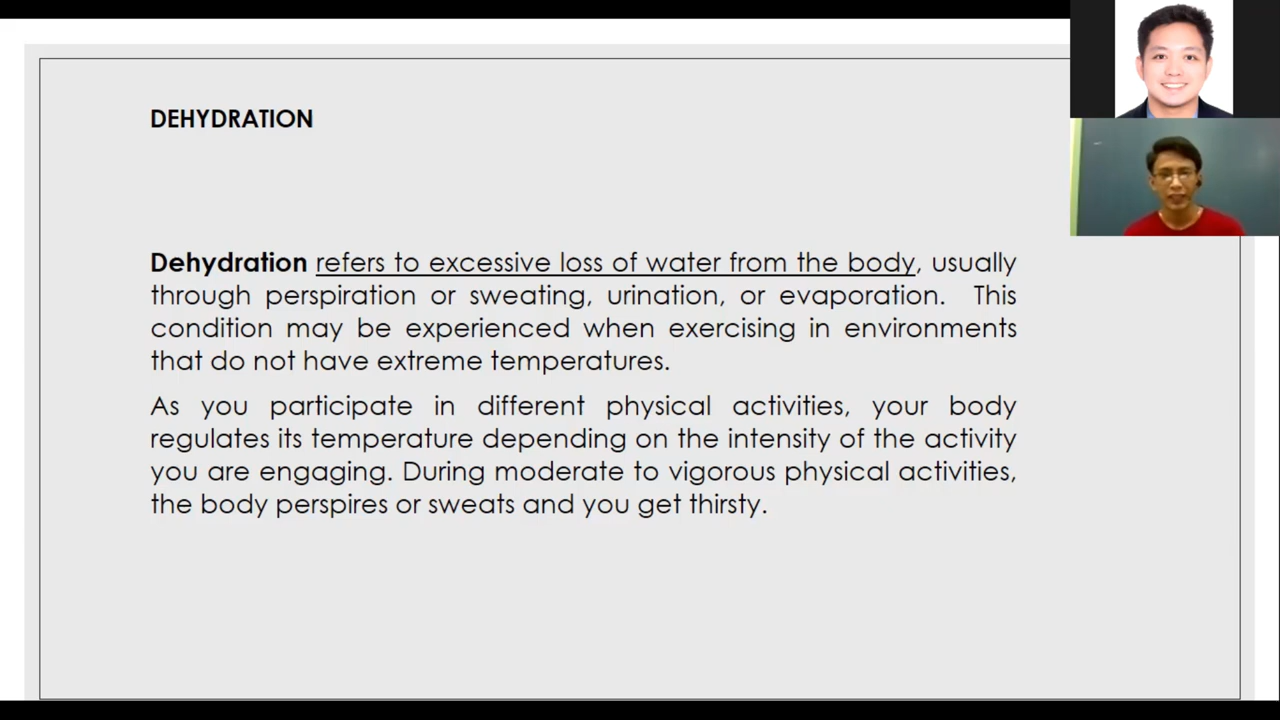 DEHYDRATION
Dehydration refers to excessive loss of water from the body, usually
through perspiration or sweating, urination, or evaporation. This
condition may be experienced when exercising in environments
that do not have extreme temperatures.
As you participate in different physical activities, your body
regulates its temperature depending on the intensity of the activity
you are engaging. During moderate to vigorous physical activities,
the body perspires or sweats and you get thirsty.